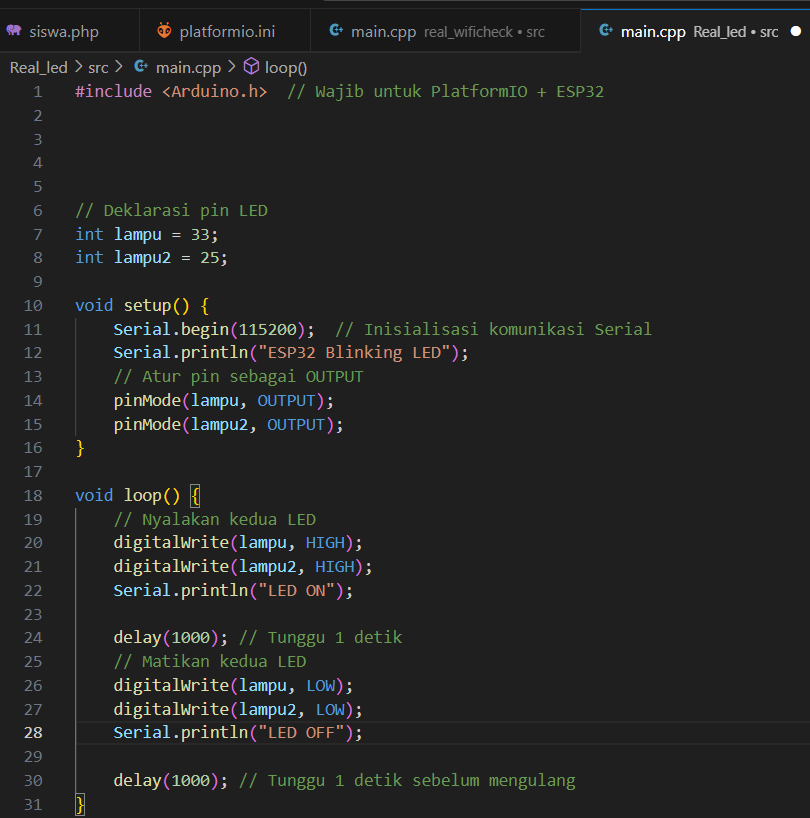 siswa.php platformio.ini main.cpp real_wificheck • src main.cpp Real_led • src
Real_led > src > main.cpp > loop()
1 #include <Arduino.h>  // Wajib untuk PlatformIO + ESP32
2
3
4
5
6 // Deklarasi pin LED
7 int lampu = 33;
8 int lampu2 = 25;
9
10 void setup() {
11     Serial.begin(115200);  // Inisialisasi komunikasi Serial
12     Serial.println("ESP32 Blinking LED");
13     // Atur pin sebagai OUTPUT
14     pinMode(lampu, OUTPUT);
15     pinMode(lampu2, OUTPUT);
16 }
17
18 void loop() {
19     // Nyalakan kedua LED
20     digitalWrite(lampu, HIGH);
21     digitalWrite(lampu2, HIGH);
22     Serial.println("LED ON");
23
24     delay(1000); // Tunggu 1 detik
25     // Matikan kedua LED
26     digitalWrite(lampu, LOW);
27     digitalWrite(lampu2, LOW);
28     Serial.println("LED OFF");
29
30     delay(1000); // Tunggu 1 detik sebelum mengulang
31 }